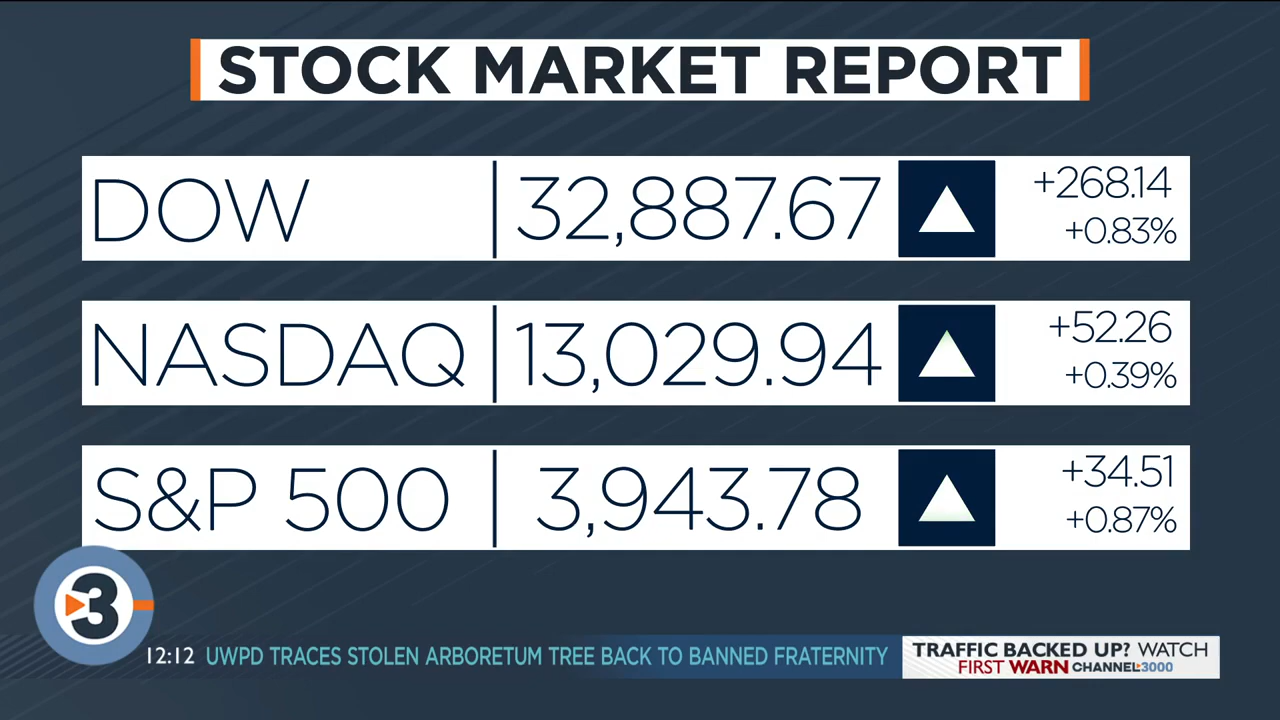 STOCK MARKET REPORT
DOW 32,887.67 +268.14
+0.83%
NASDAQ 13,029.94 +52.26
+0.39%
S&P 500 3,943.78 +34.51
+0.87%
3
12:12 UWPD TRACES STOLEN ARBORETUM TREE BACK TO BANNED FRATERNITY
TRAFFIC BACKED UP? WATCH
FIRST WARN CHANNEL3000